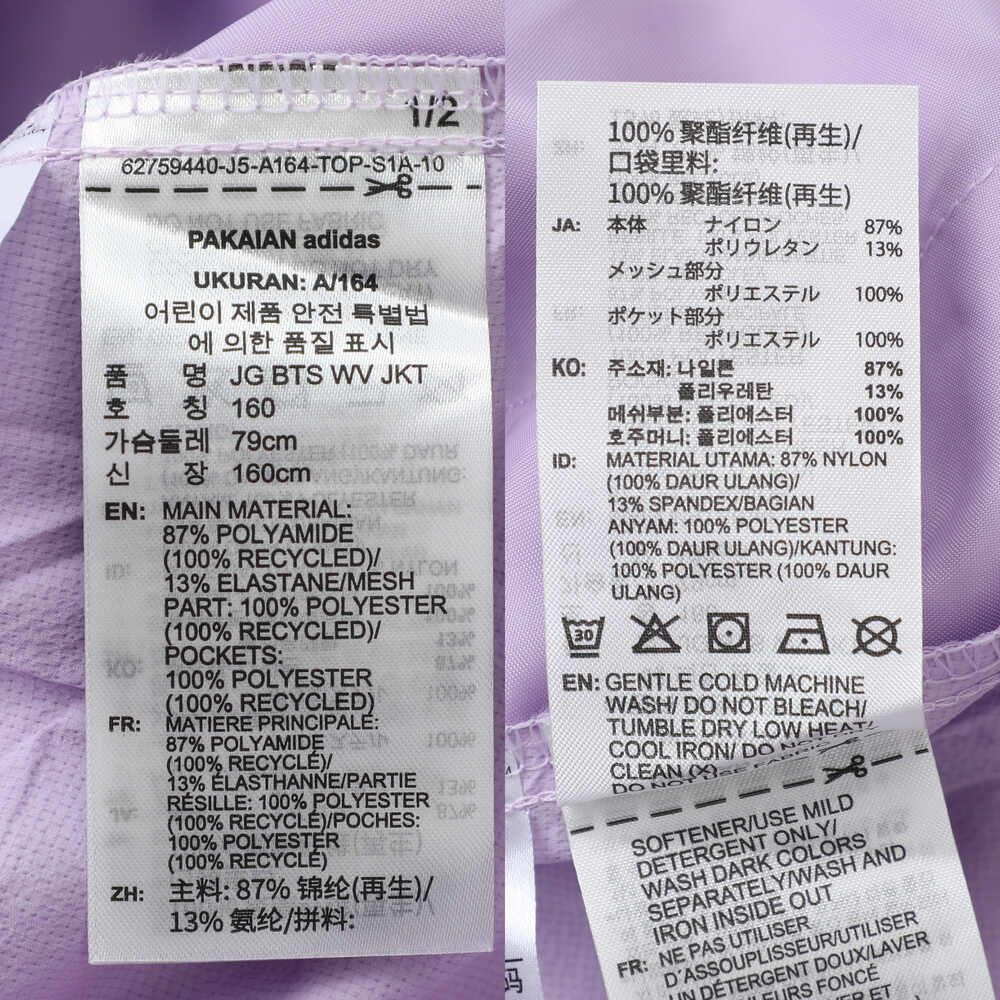 1/2
62759440-J5-A164-TOP-S1A-10
PAKAIAN adidas
UKURAN: A/164
어린이 제품 안전 특별법
에 의한 품질 표시
품 명 JG BTS WV JKT
호 칭 160
가슴둘레 79cm
신 장 160cm
EN: MAIN MATERIAL:
87% POLYAMIDE
(100% RECYCLED)/
13% ELASTANE/MESH
PART: 100% POLYESTER
(100% RECYCLED)/
POCKETS:
100% POLYESTER
(100% RECYCLED)
FR: MATIERE PRINCIPALE:
87% POLYAMIDE
(100% RECYCLÉ)/
13% ÉLASTHANNE/PARTIE
RÉSILLE: 100% POLYESTER
(100% RECYCLÉ)/POCHES:
100% POLYESTER
(100% RECYCLÉ)
ZH: 主料: 87% 锦纶(再生)/
13% 氨纶/拼料:
100% 聚酯纤维(再生)/
口袋里料:
100% 聚酯纤维(再生)
JA: 本体 ナイロン 87%
ポリウレタン 13%
メッシュ部分
ポリエステル 100%
ポケット部分
ポリエステル 100%
KO: 주소재: 나일론 87%
폴리우레탄 13%
메쉬부분: 폴리에스터 100%
호주머니: 폴리에스터 100%
ID: MATERIAL UTAMA: 87% NYLON
(100% DAUR ULANG)/
13% SPANDEX/BAGIAN
ANYAM: 100% POLYESTER
(100% DAUR ULANG)/KANTUNG:
100% POLYESTER (100% DAUR
ULANG)
30
EN: GENTLE COLD MACHINE
WASH/ DO NOT BLEACH/
TUMBLE DRY LOW HEAT/
COOL IRON/ DO NOT DRY
CLEAN (X)
DO NOT USE FABRIC
SOFTENER/USE MILD
DETERGENT ONLY/
WASH DARK COLORS
SEPARATELY/WASH AND
IRON INSIDE OUT
FR: NE PAS UTILISER
D'ASSOUPLISEUR/UTILISER
UN DÉTERGENT DOUX/LAVER
FONCÉ